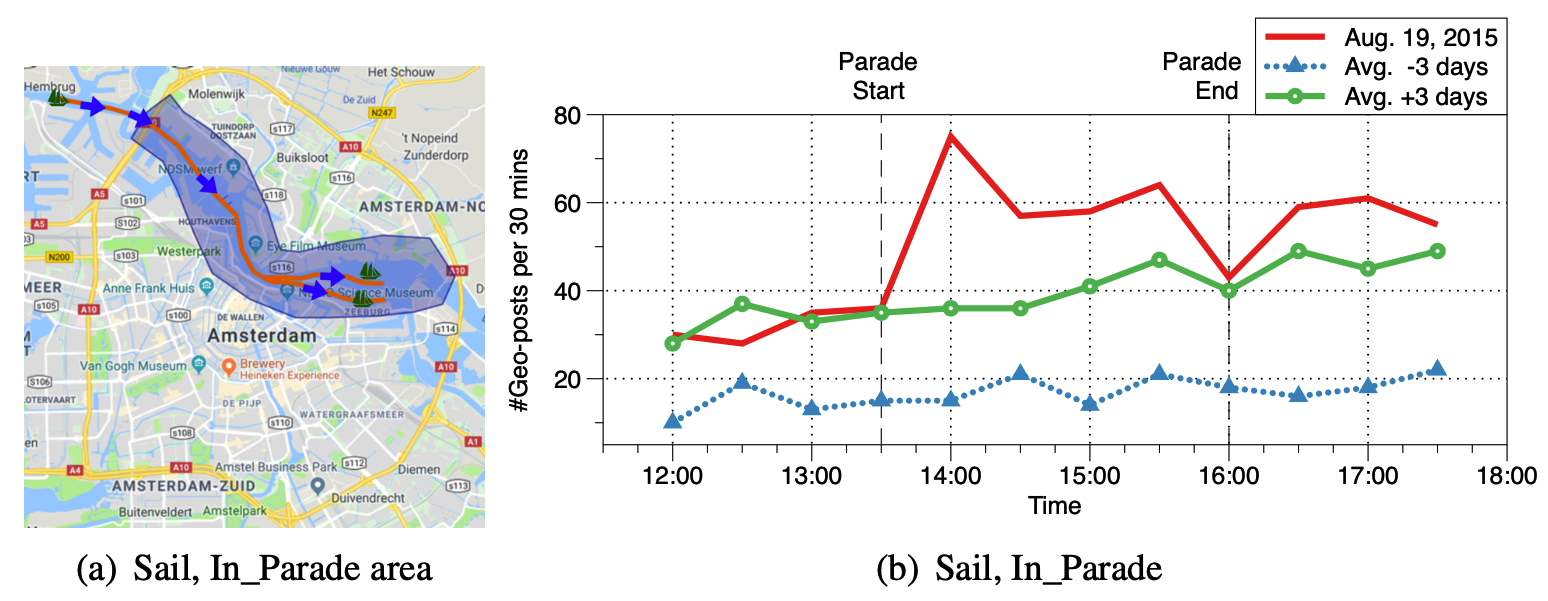 Nieuwe Gouw
Het Schouw
Hembrug
Molenwijk
De Zuid
N247
TUINDORP
OOSTZAAN
s117
't Nopeind
Zunderdorp
A10
Buiksloot
NDSM-werf
s116
A5
s101
s118
AMSTERDAM-NO
S102
HOUTHAVENS
A5
Westerpark
Eye Film Museum
s103
N200
s116
A10
MEER
Anne Frank Huis
Science Museum
s105
A10
s100
DE WALLEN
ZEEBURG
s114
Amsterdam
Van Gogh Museum
Brewery
Heineken Experience
A10
S106
OTERVAART
DE PIJP
WATERGRAAFSMEER
s110
s108
A1
en
A4
A10
Amstel Business Park
s112
Diemen
AMSTERDAM-ZUID
s113
Duivendrecht
Buitenveldert
Amstelpark
(a) Sail, In_Parade area
Aug. 19, 2015
Avg. -3 days
Avg. +3 days
Parade
Start
Parade
End
#Geo-posts per 30 mins
80
60
40
20
12:00
13:00
14:00
15:00
16:00
17:00
18:00
Time
(b) Sail, In_Parade